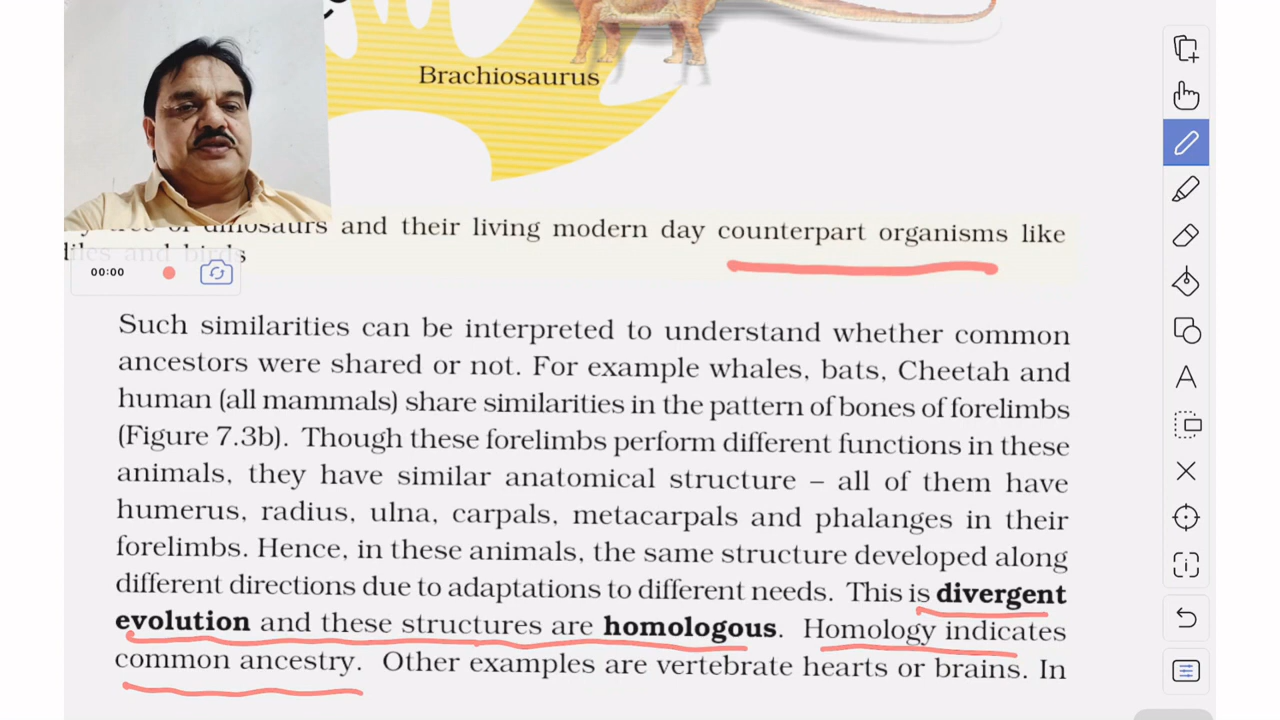 Brachiosaurus
of dinosaurs and their living modern day counterpart organisms like
and birds
00:00
Such similarities can be interpreted to understand whether common
ancestors were shared or not. For example whales, bats, Cheetah and
human (all mammals) share similarities in the pattern of bones of forelimbs
(Figure 7.3b). Though these forelimbs perform different functions in these
animals, they have similar anatomical structure – all of them have
humerus, radius, ulna, carpals, metacarpals and phalanges in their
forelimbs. Hence, in these animals, the same structure developed along
different directions due to adaptations to different needs. This is divergent
evolution and these structures are homologous. Homology indicates
common ancestry. Other examples are vertebrate hearts or brains. In